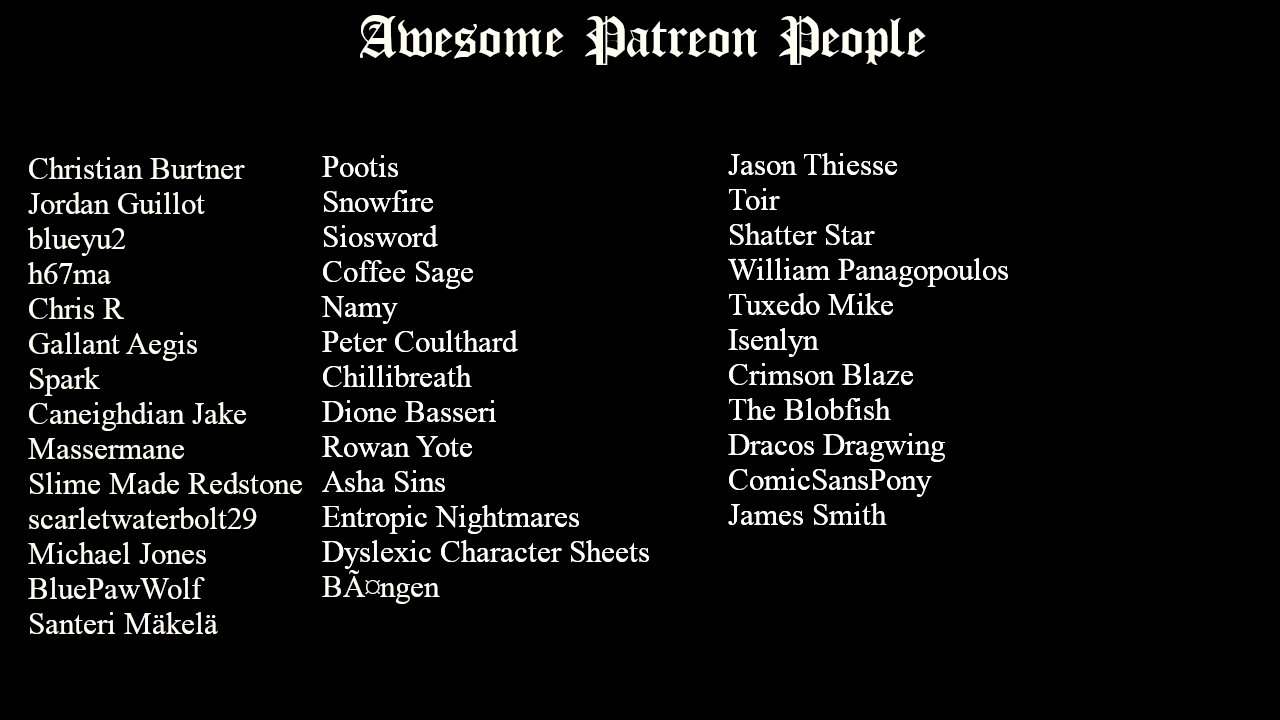 Awesome Patreon People
Christian Burtner
Jordan Guillot
blueyu2
h67ma
Chris R
Gallant Aegis
Spark
Caneighdian Jake
Massermane
Slime Made Redstone
scarletwaterbolt29
Michael Jones
BluePawWolf
Santeri Mäkelä
Pootis
Snowfire
Siosword
Coffee Sage
Namy
Peter Coulthard
Chillibreath
Dione Basseri
Rowan Yote
Asha Sins
Entropic Nightmares
Dyslexic Character Sheets
BÃ¤ngen
Jason Thiesse
Toir
Shatter Star
William Panagopoulos
Tuxedo Mike
Isenlyn
Crimson Blaze
The Blobfish
Dracos Dragwing
ComicSansPony
James Smith